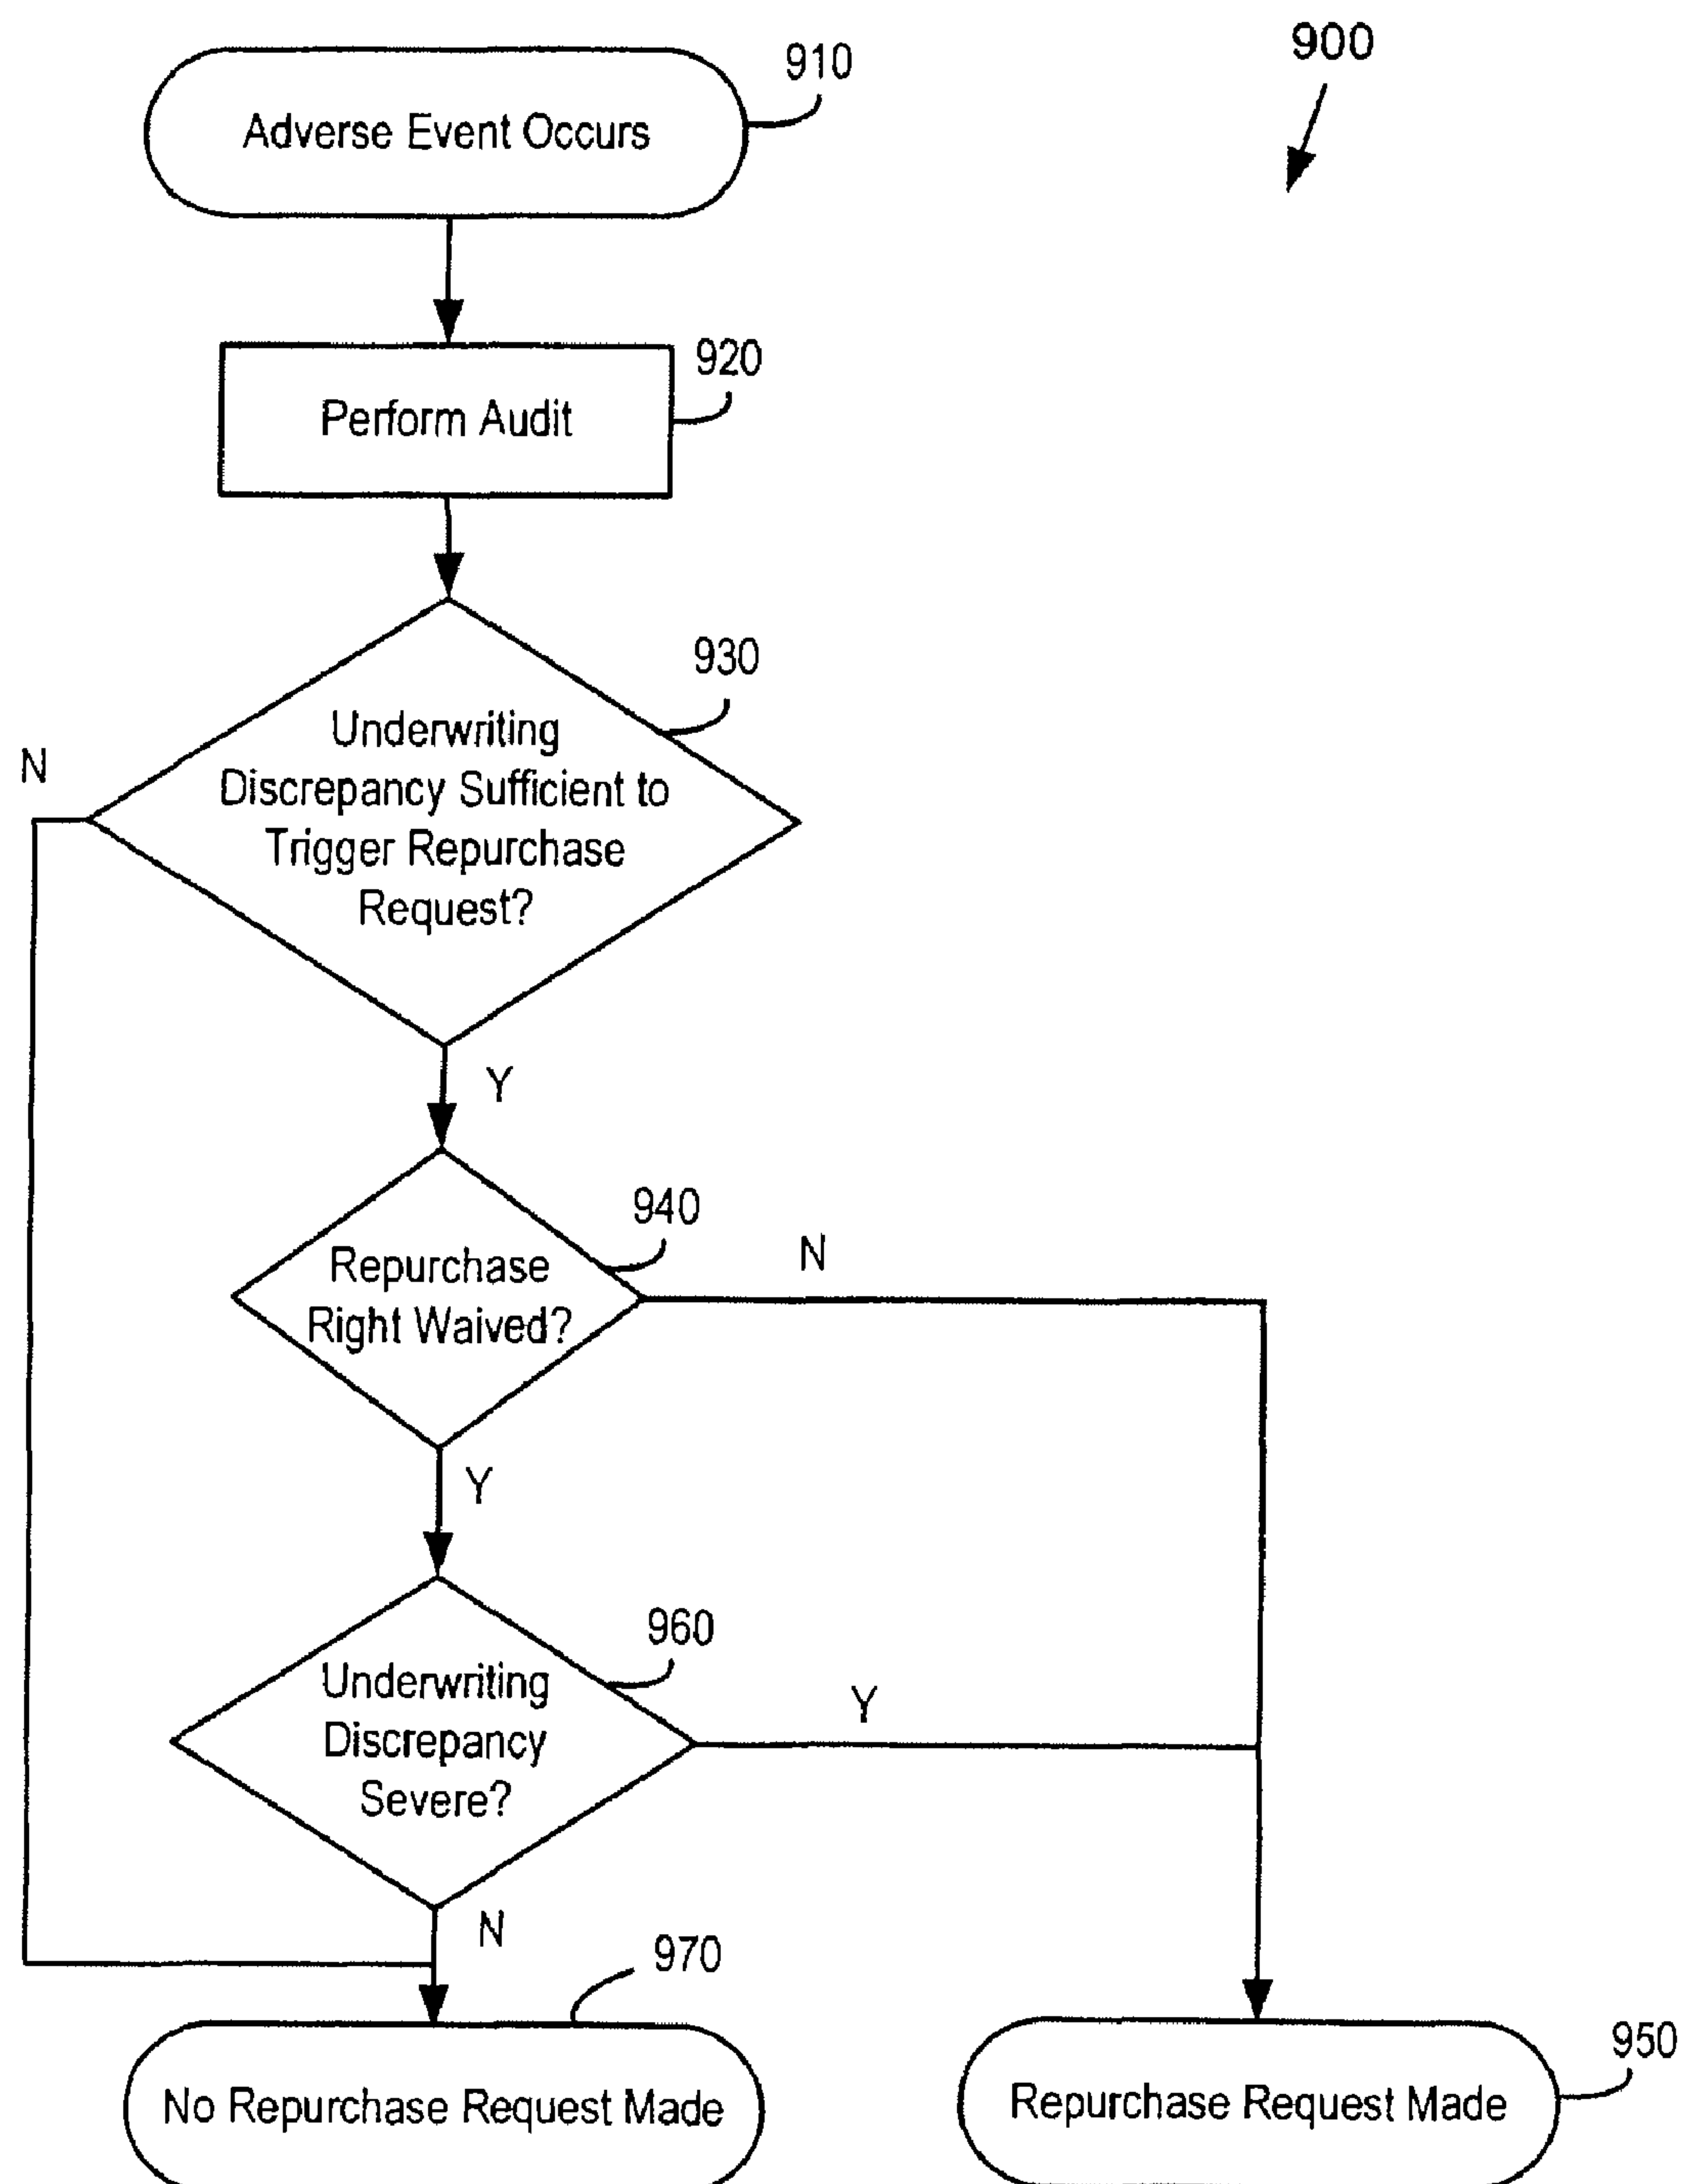 900
910
Adverse Event Occurs
920
Perform Audit
930
Underwriting
Discrepancy Sufficient to
Trigger Repurchase
Request?
N
Y
940
Repurchase
Right Waived?
N
Y
960
Underwriting
Discrepancy
Severe?
Y
N
970
No Repurchase Request Made
950
Repurchase Request Made